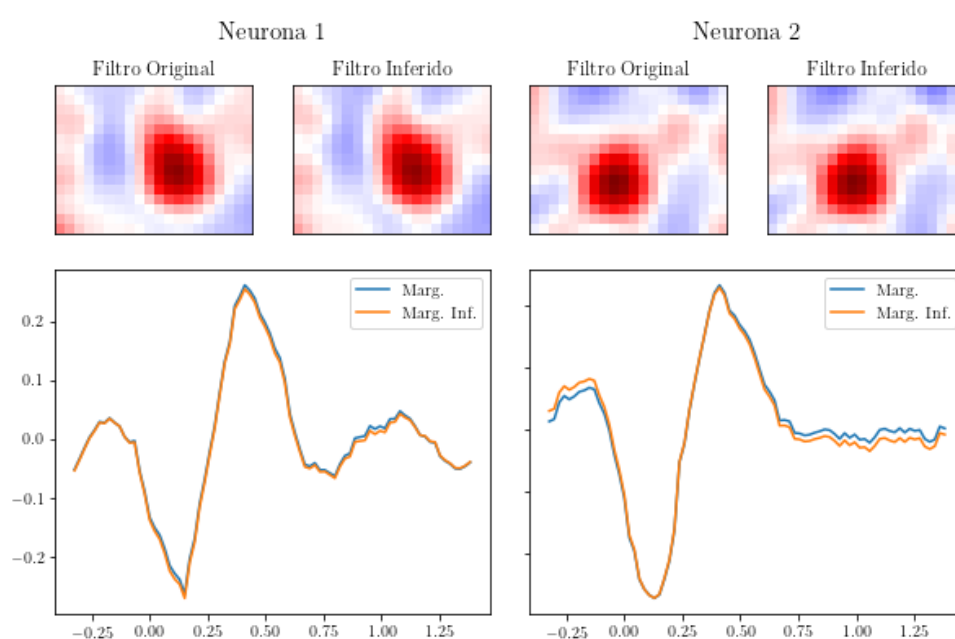 Neurona 1
Neurona 2
Filtro Original
Filtro Inferido
Filtro Original
Filtro Inferido
Marg.
Marg. Inf.
0.2
0.1
0.0
−0.1
−0.2
−0.25 0.00 0.25 0.50 0.75 1.00 1.25
Marg.
Marg. Inf.
−0.25 0.00 0.25 0.50 0.75 1.00 1.25